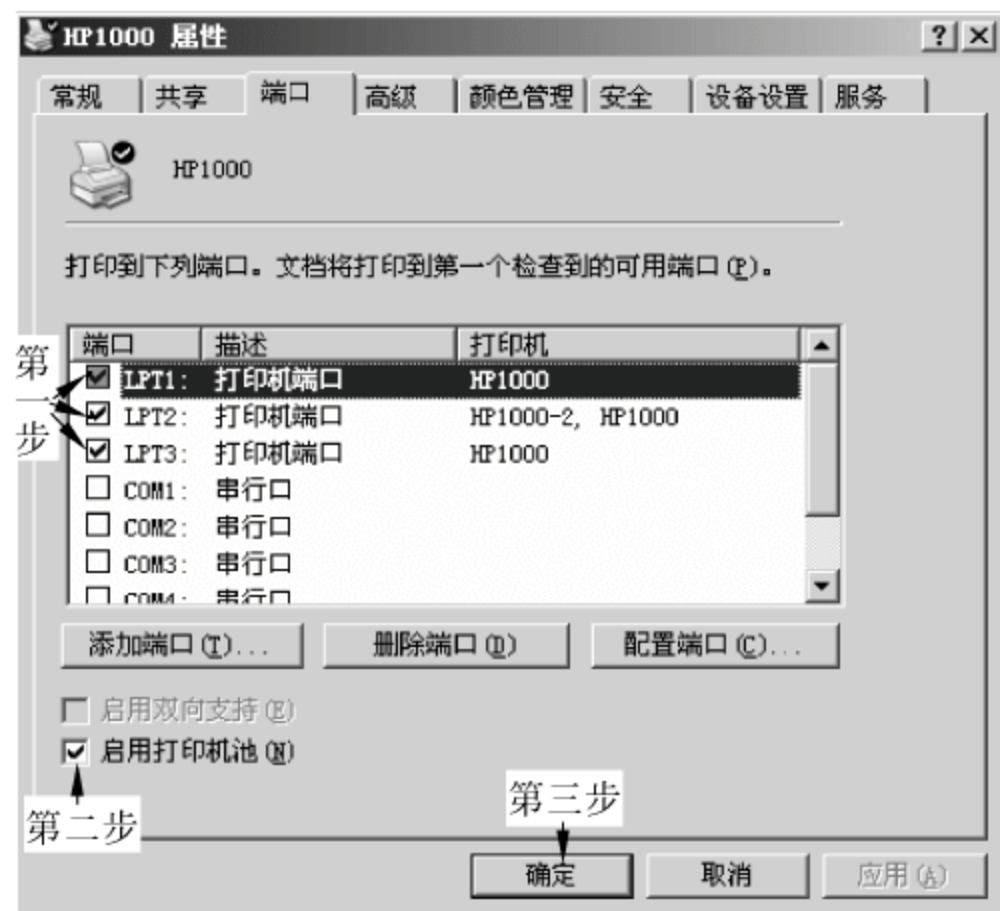 HP1000 属性
常规 共享 端口 高级 颜色管理 安全 设备设置 服务
HP1000
打印到下列端口。文档将打印到第一个检查到的可用端口(P)。
端口 描述 打印机
LPT1: 打印机端口 HP1000
LPT2: 打印机端口 HP1000-2, HP1000
LPT3: 打印机端口 HP1000
COM1: 串行口
COM2: 串行口
COM3: 串行口
COM4: 串行口
第一步
添加端口(T)... 删除端口(D) 配置端口(C)...
启用双向支持(E)
启用打印机池(N)
第二步
第三步
确定 取消 应用(A)